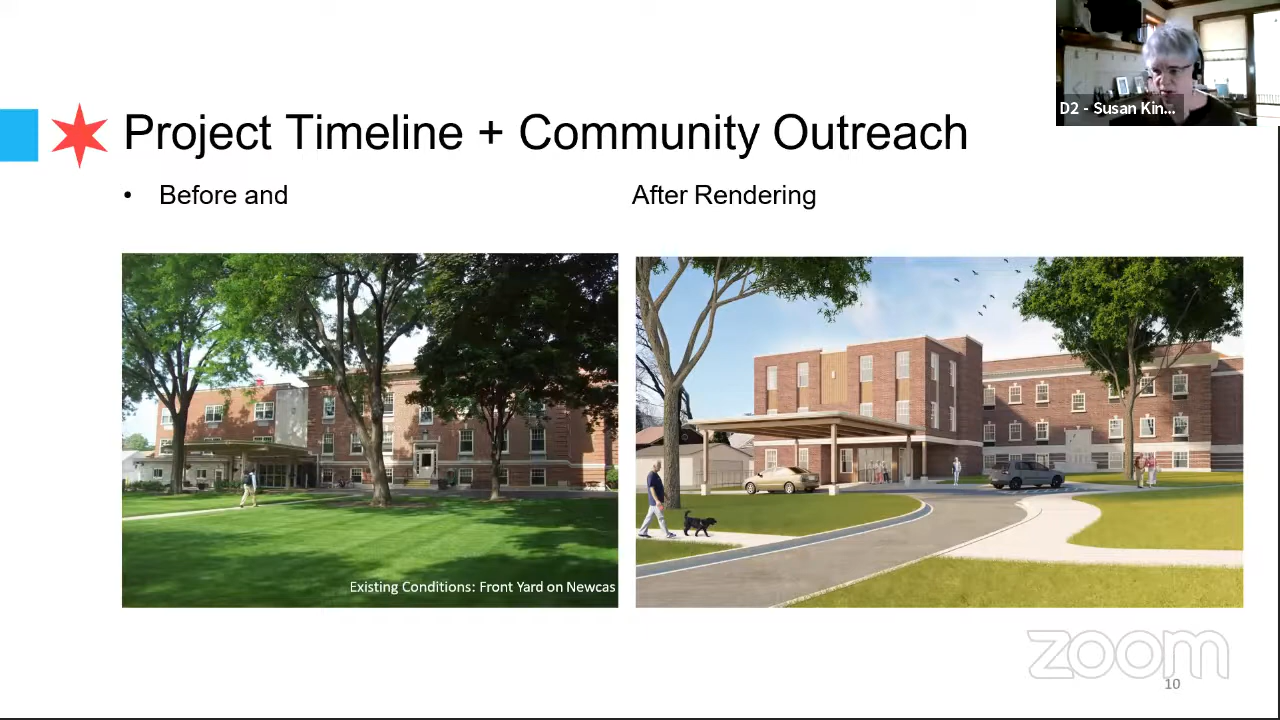 D2 - Susan Kin...
Project Timeline + Community Outreach
• Before and
After Rendering
Existing Conditions: Front Yard on Newcas
zoom
10